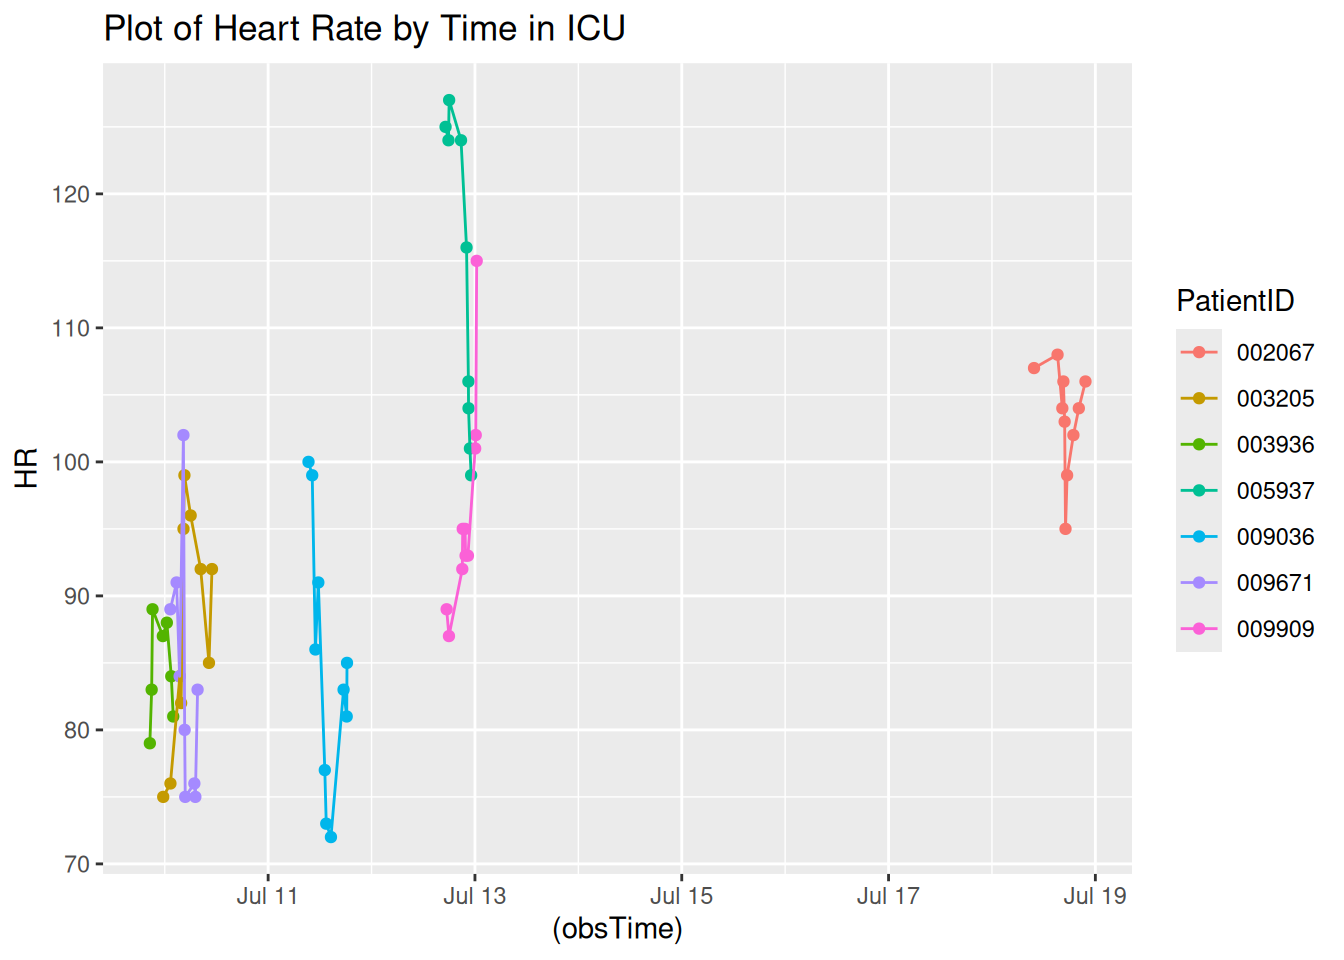 Plot of Heart Rate by Time in ICU
HR
120
110
100
90
80
70
Jul 11
Jul 13
Jul 15
Jul 17
Jul 19
(obsTime)
PatientID
002067
003205
003936
005937
009036
009671
009909